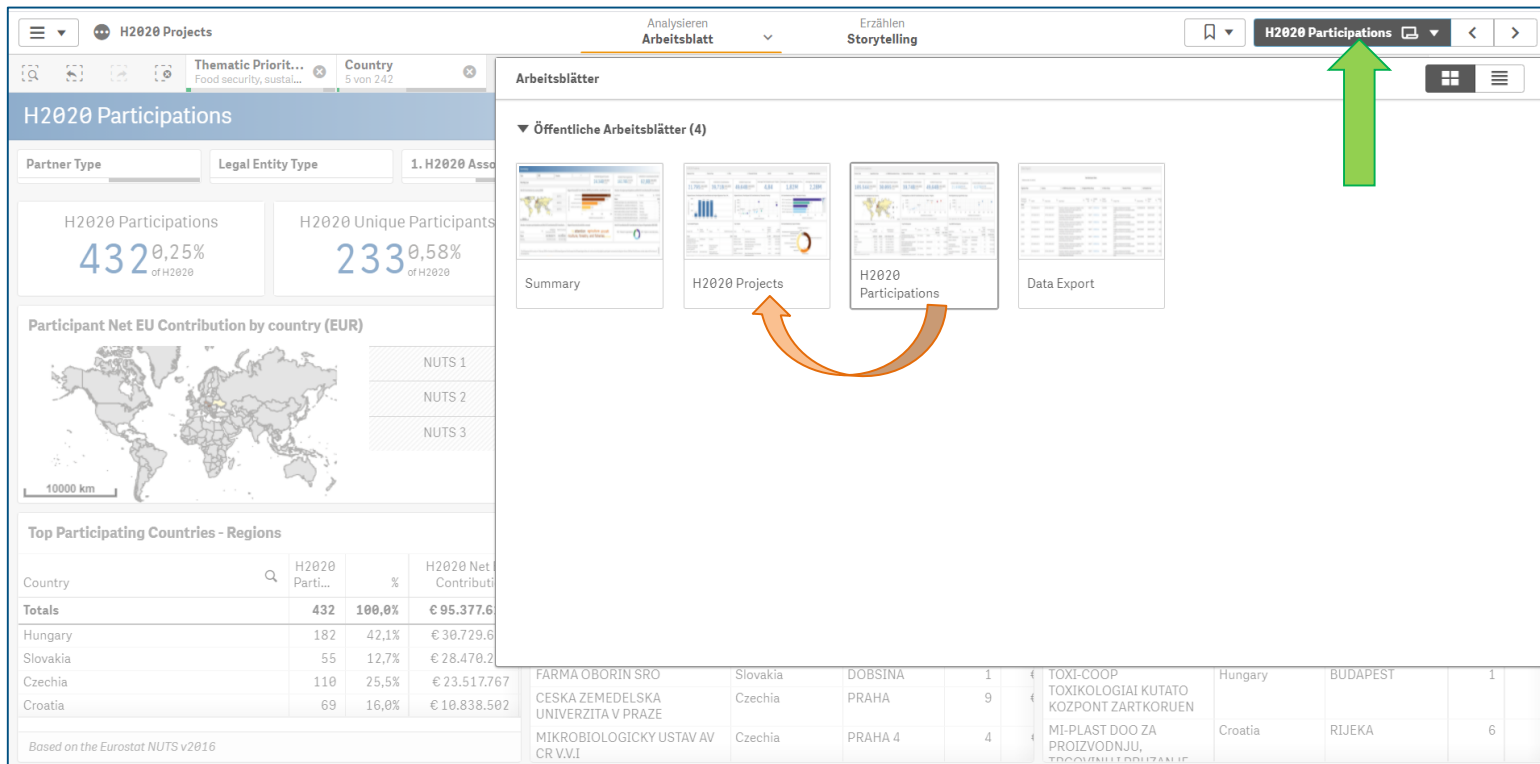 H2020 Projects
Analysieren
Arbeitsblatt
Erzählen
Storytelling
H2020 Participations
Thematic Priorit...
Food security, sustai...
Country
5 von 242
H2020 Participations
Partner Type
Legal Entity Type
1. H2020 Asso
H2020 Participations
432 0,25%
of H2020
H2020 Unique Participants
233 0,58%
of H2020
Participant Net EU Contribution by country (EUR)
NUTS 1
NUTS 2
NUTS 3
10000 km
Top Participating Countries - Regions
Country
H2020
Parti...
%
H2020 Net
Contributi
Totals 432 100,0% € 95.377.6
Hungary 182 42,1% € 30.729.6
Slovakia 55 12,7% € 28.470.2
Czechia 110 25,5% € 23.517.767
Croatia 69 16,0% € 10.838.502
Based on the Eurostat NUTS v2016
Arbeitsblätter
Öffentliche Arbeitsblätter (4)
Summary
H2020 Projects
H2020
Participations
Data Export
FARMA OBORIN SRO Slovakia DOBSINA 1
CESKA ZEMEDELSKA
UNIVERZITA V PRAZE
Czechia PRAHA 9 €
MIKROBIOLOGICKY USTAV AV
CR V.V.I
Czechia PRAHA 4 4
TOXI-COOP
TOXIKOLOGIAI KUTATO
KOZPONT ZARTKORUEN
Hungary BUDAPEST 1
MI-PLAST DOO ZA
PROIZVODNJU,
TRGOVINU I PRUZANJE
Croatia RIJEKA 6